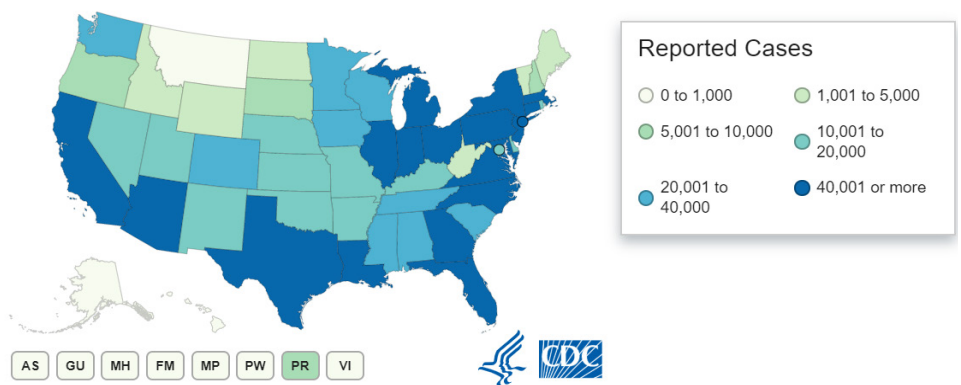 Reported Cases
0 to 1,000
1,001 to 5,000
5,001 to 10,000
10,001 to
20,000
20,001 to
40,000
40,001 or more
AS GU MH FM MP PW PR VI
CDC